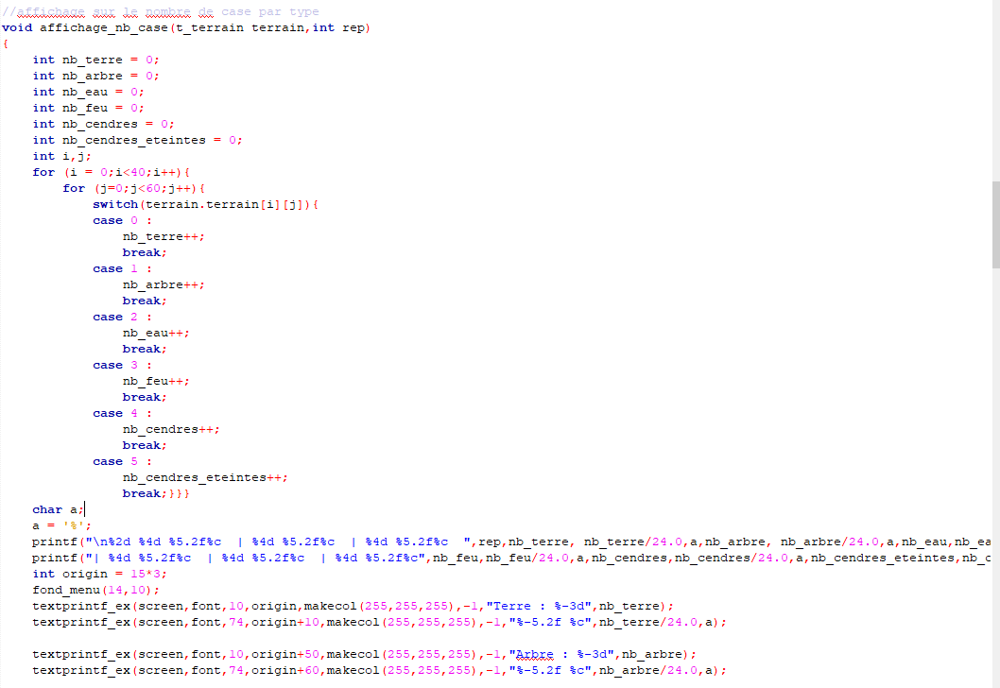 //affichage sur le nombre de case par type
void affichage_nb_case(t_terrain terrain,int rep)
{
    int nb_terre = 0;
    int nb_arbre = 0;
    int nb_eau = 0;
    int nb_feu = 0;
    int nb_cendres = 0;
    int nb_cendres_eteintes = 0;
    int i,j;
    for (i = 0;i<40;i++){
        for (j=0;j<60;j++){
            switch(terrain.terrain[i][j]){
            case 0 :
                nb_terre++;
                break;
            case 1 :
                nb_arbre++;
                break;
            case 2 :
                nb_eau++;
                break;
            case 3 :
                nb_feu++;
                break;
            case 4 :
                nb_cendres++;
                break;
            case 5 :
                nb_cendres_eteintes++;
                break;}}}
    char a;
    a = '%';
    printf("\n%2d %4d %5.2f%c  | %4d %5.2f%c  | %4d %5.2f%c  ",rep,nb_terre, nb_terre/24.0,a,nb_arbre, nb_arbre/24.0,a,nb_eau,nb_ea
    printf("| %4d %5.2f%c  | %4d %5.2f%c  | %4d %5.2f%c",nb_feu,nb_feu/24.0,a,nb_cendres,nb_cendres/24.0,a,nb_cendres_eteintes,nb_c
    int origin = 15*3;
    fond_menu(14,10);
    textprintf_ex(screen,font,10,origin,makecol(255,255,255),-1,"Terre : %-3d",nb_terre);
    textprintf_ex(screen,font,74,origin+10,makecol(255,255,255),-1,"%-5.2f %c",nb_terre/24.0,a);
    textprintf_ex(screen,font,10,origin+50,makecol(255,255,255),-1,"Arbre : %-3d",nb_arbre);
    textprintf_ex(screen,font,74,origin+60,makecol(255,255,255),-1,"%-5.2f %c",nb_arbre/24.0,a);